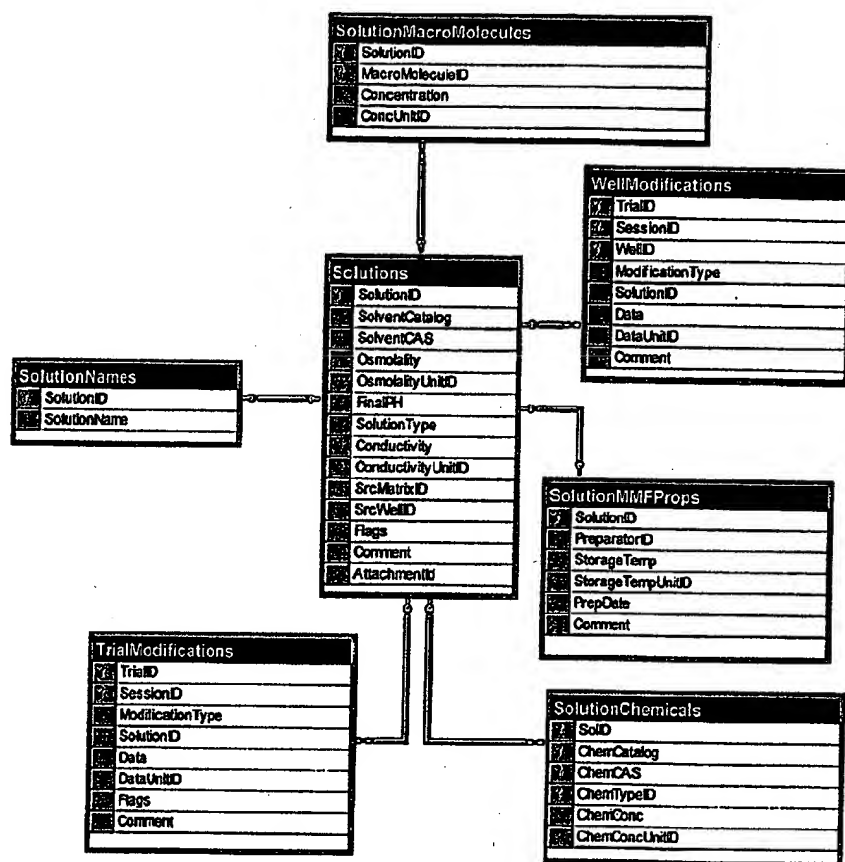 SolutionMacroMolecules
SolutionID
MacroMoleculeID
Concentration
ConcUnitID
WellModifications
TrialID
SessionID
WellID
ModificationType
SolutionID
Data
DataUnitID
Comment
Solutions
SolutionID
SolventCatalog
SolventCAS
Osmolality
OsmolalityUnitID
FinalPH
SolutionType
Conductivity
ConductivityUnitID
SrcMatrixID
SrcWellID
Flags
Comment
AttachmentId
SolutionNames
SolutionID
SolutionName
SolutionMMFProps
SolutionID
PreparatorID
StorageTemp
StorageTempUnitID
PrepDate
Comment
TrialModifications
TrialID
SessionID
ModificationType
SolutionID
Data
DataUnitID
Flags
Comment
SolutionChemicals
SolID
ChemCatalog
ChemCAS
ChemTypeID
ChemConc
ChemConcUnitID